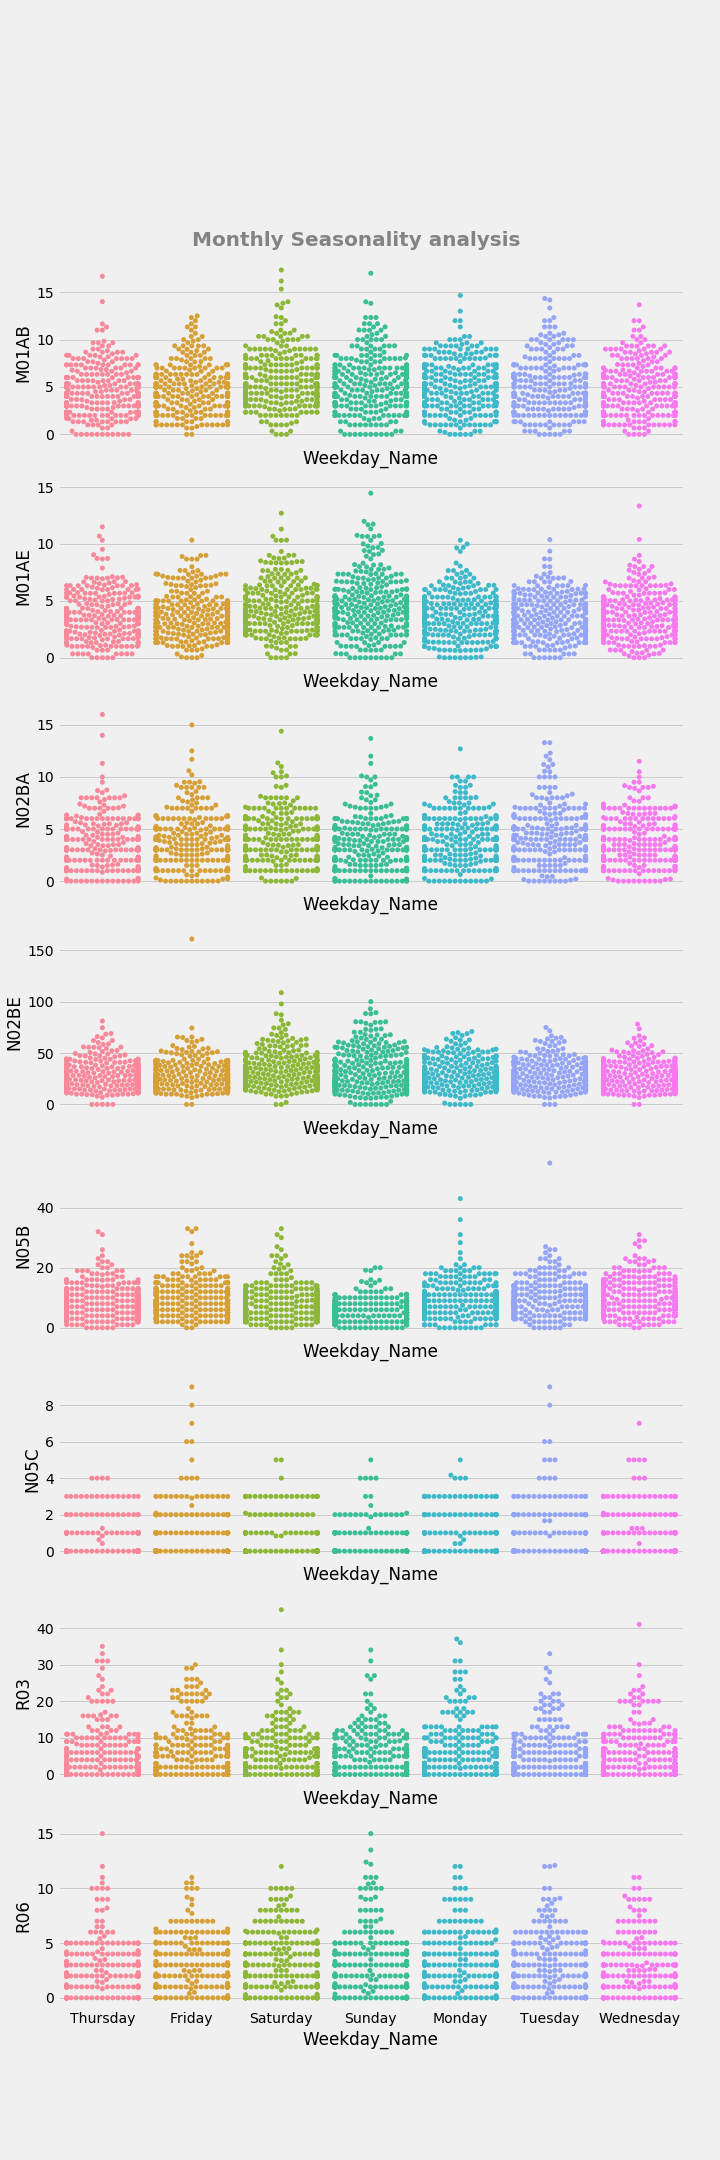 Monthly Seasonality analysis
15
10
5
0
M01AB
Weekday_Name
15
10
5
0
M01AE
Weekday_Name
15
10
5
0
N02BA
Weekday_Name
150
100
50
0
N02BE
Weekday_Name
40
20
0
N05B
Weekday_Name
8
6
4
2
0
N05C
Weekday_Name
40
30
20
10
0
R03
Weekday_Name
15
10
5
0
R06
Thursday Friday Saturday Sunday Monday Tuesday Wednesday
Weekday_Name